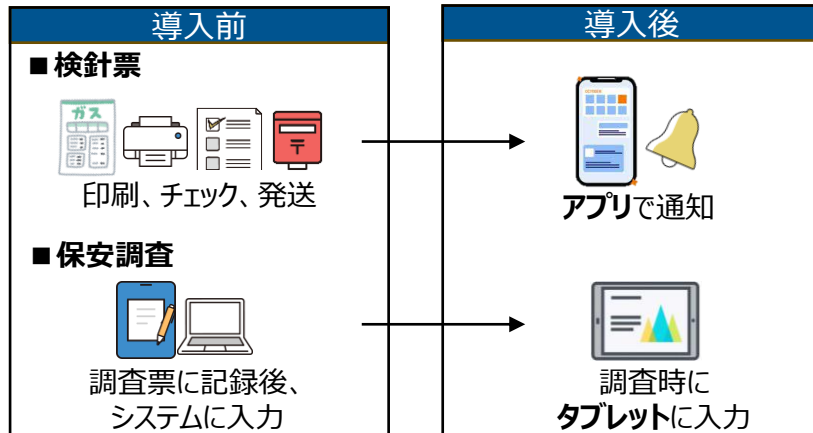 導入前
■検針票
ガス
〒
印刷、チェック、発送
■保安調査
調査票に記録後、
システムに入力
導入後
アプリで通知
調査時に
タブレットに入力